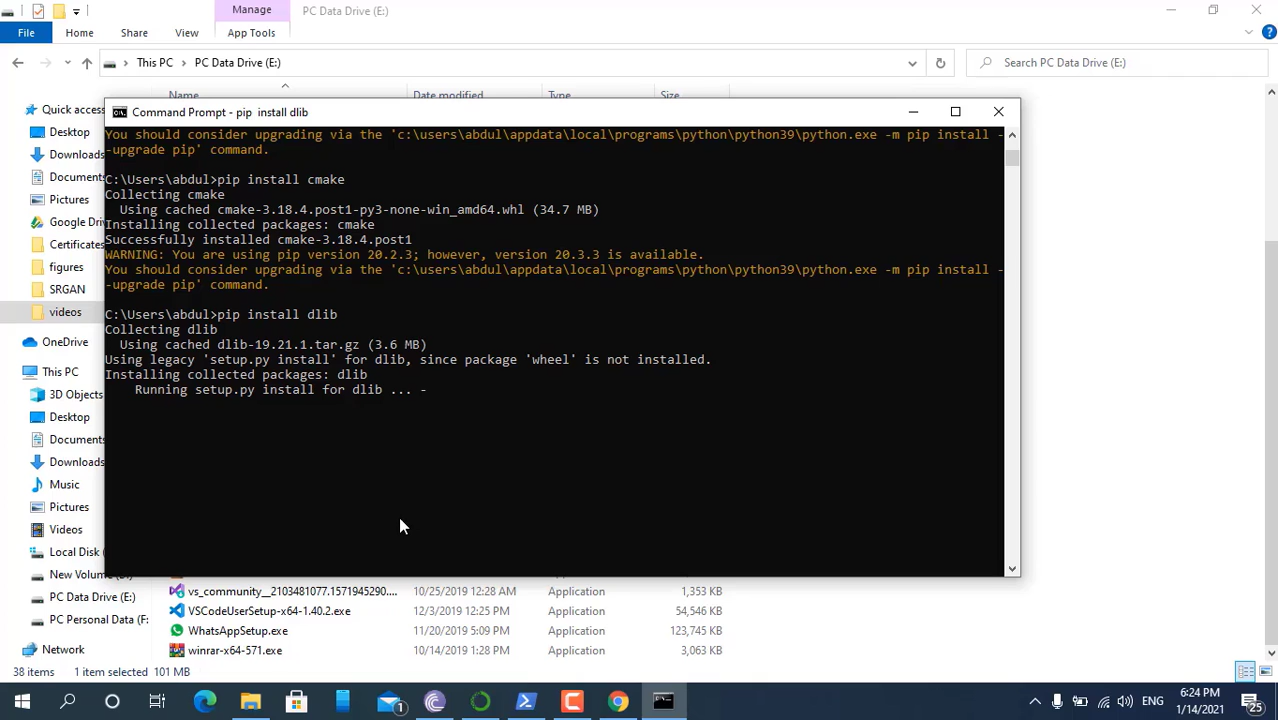 Manage
PC Data Drive (E:)
File
Home
Share
View
App Tools
This PC
PC Data Drive (E:)
Search PC Data Drive (E:)
Name
Date modified
Type
Size
Quick access
Desktop
Downloads
Documents
Pictures
Google Dr
Certificates
figures
SRGAN
videos
OneDrive
This PC
3D Objects
Desktop
Documents
Downloads
Music
Pictures
Videos
Local Disk (
New Volume (D:)
PC Data Drive (E:)
PC Personal Data (F:
Network
Command Prompt - pip  install dlib
You should consider upgrading via the 'c:\users\abdul\appdata\local\programs\python\python39\python.exe -m pip install -
-upgrade pip' command.
C:\Users\abdul>pip install cmake
Collecting cmake
  Using cached cmake-3.18.4.post1-py3-none-win_amd64.whl (34.7 MB)
Installing collected packages: cmake
Successfully installed cmake-3.18.4.post1
WARNING: You are using pip version 20.2.3; however, version 20.3.3 is available.
You should consider upgrading via the 'c:\users\abdul\appdata\local\programs\python\python39\python.exe -m pip install -
-upgrade pip' command.
C:\Users\abdul>pip install dlib
Collecting dlib
  Using cached dlib-19.21.1.tar.gz (3.6 MB)
Using legacy 'setup.py install' for dlib, since package 'wheel' is not installed.
Installing collected packages: dlib
    Running setup.py install for dlib ... -
vs_community__2103481077.1571945290.... 10/25/2019 12:28 AM Application 1,353 KB
VSCodeUserSetup-x64-1.40.2.exe 12/3/2019 12:25 PM Application 54,546 KB
WhatsAppSetup.exe 11/20/2019 5:09 PM Application 123,745 KB
winrar-x64-571.exe 10/14/2019 1:28 PM Application 3,063 KB
38 items 1 item selected 101 MB
1
ENG
6:24 PM
1/14/2021
25